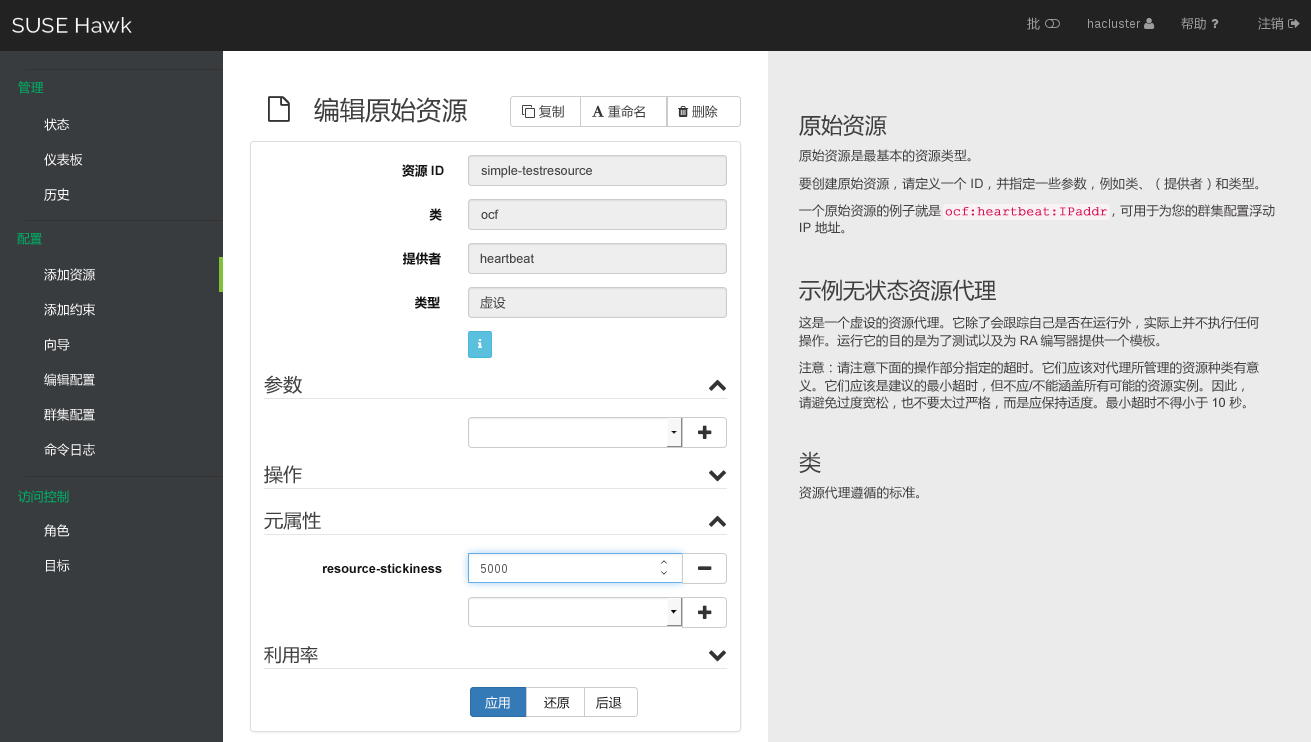 SUSE Hawk
批
hacluster
帮助 ?
注销
管理
状态
仪表板
历史
配置
添加资源
添加约束
向导
编辑配置
群集配置
命令日志
访问控制
角色
目标
编辑原始资源
复制
重命名
删除
资源 ID
simple-testresource
类
ocf
提供者
heartbeat
类型
虚设
i
参数
操作
元属性
resource-stickiness
5000
利用率
应用
还原
后退
原始资源
原始资源是最基本的资源类型。
要创建原始资源，请定义一个 ID，并指定一些参数，例如类、（ 提供者 ）和类型。
一个原始资源的例子就是 ocf:heartbeat:IPaddr，可用于为您的群集配置浮动
IP 地址。
示例无状态资源代理
这是一个虚设的资源代理。它除了会跟踪自己是否在运行外，实际上并不执行任何
操作。运行它的目的是为了测试以及为 RA 编写器提供一个模板。
注意：请注意下面的操作部分指定的超时。它们应该对代理所管理的资源种类有意
义。它们应该是建议的最小超时，但不应/不能涵盖所有可能的资源实例。因此，
请避免过度宽松，也不要太过严格，而是应保持适度。最小超时不得小于 10 秒。
类
资源代理遵循的标准。